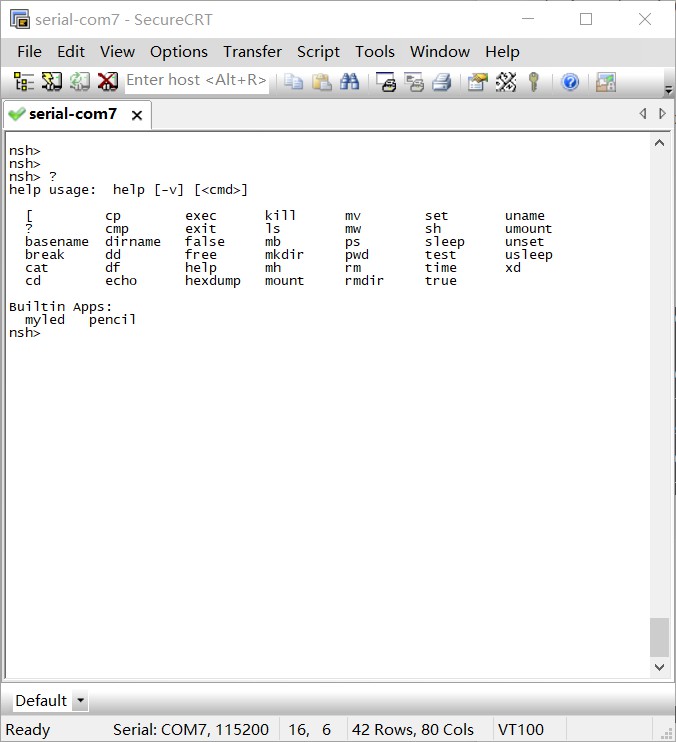 serial-com7 - SecureCRT
File Edit View Options Transfer Script Tools Window Help
Enter host <Alt+R>
serial-com7
nsh>
nsh>
nsh> ?
help usage:  help [-v] [<cmd>]
[         cp        exec      kill      mv        set       uname
?         cmp       exit      ls        mw        sh        umount
basename  dirname   false     mb        ps        sleep     unset
break     dd        free      mkdir     pwd       test      usleep
cat       df        help      mh        rm        time      xd
cd        echo      hexdump   mount     rmdir     true
Builtin Apps:
myled   pencil
nsh>
Default
Ready Serial: COM7, 115200 16, 6 42 Rows, 80 Cols VT100